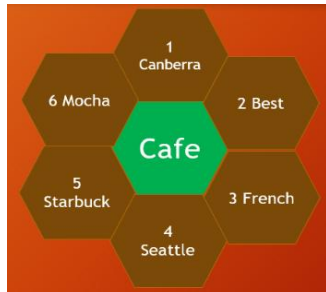 1
Canberra
2 Best
3 French
4
Seattle
5
Starbuck
6 Mocha
Cafe